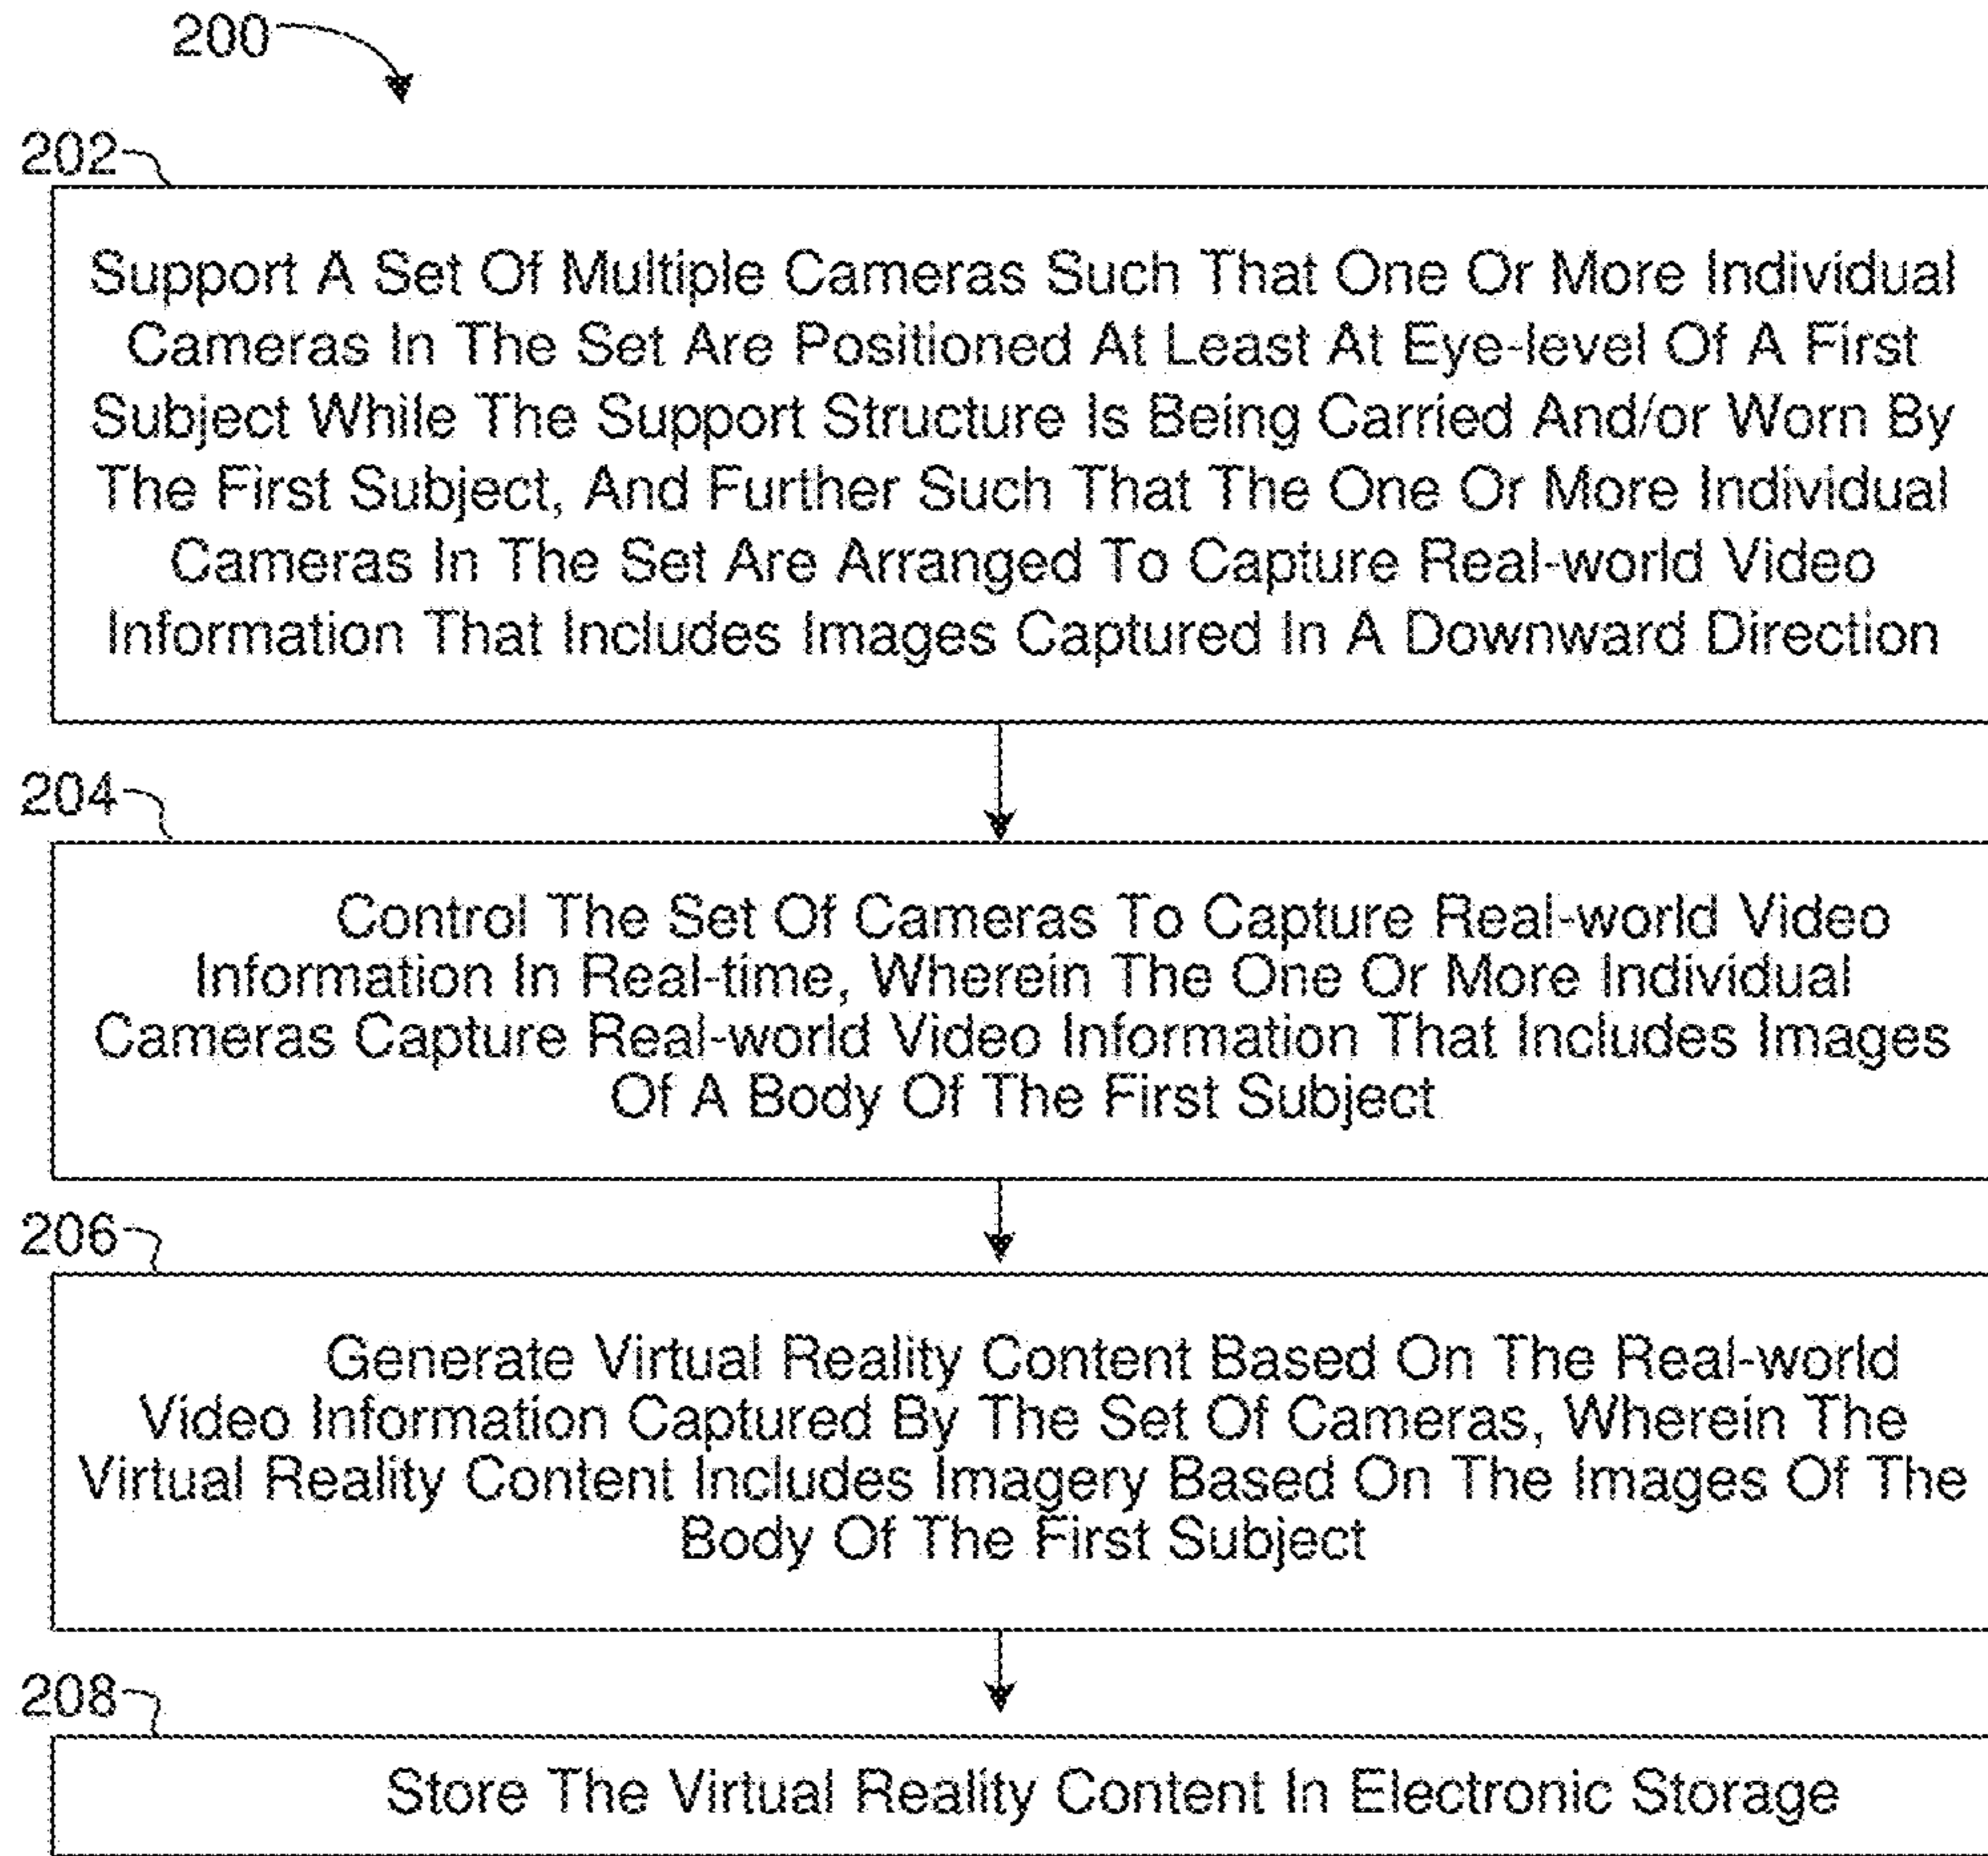 200
202
Support A Set Of Multiple Cameras Such That One Or More Individual
Cameras In The Set Are Positioned At Least At Eye-level Of A First
Subject While The Support Structure Is Being Carried And/or Worn By
The First Subject, And Further Such That The One Or More Individual
Cameras In The Set Are Arranged To Capture Real-world Video
Information That Includes Images Captured In A Downward Direction
204
Control The Set Of Cameras To Capture Real-world Video
Information In Real-time, Wherein The One Or More Individual
Cameras Capture Real-world Video Information That Includes Images
Of A Body Of The First Subject
206
Generate Virtual Reality Content Based On The Real-world
Video Information Captured By The Set Of Cameras, Wherein The
Virtual Reality Content Includes Imagery Based On The Images Of The
Body Of The First Subject
208
Store The Virtual Reality Content In Electronic Storage